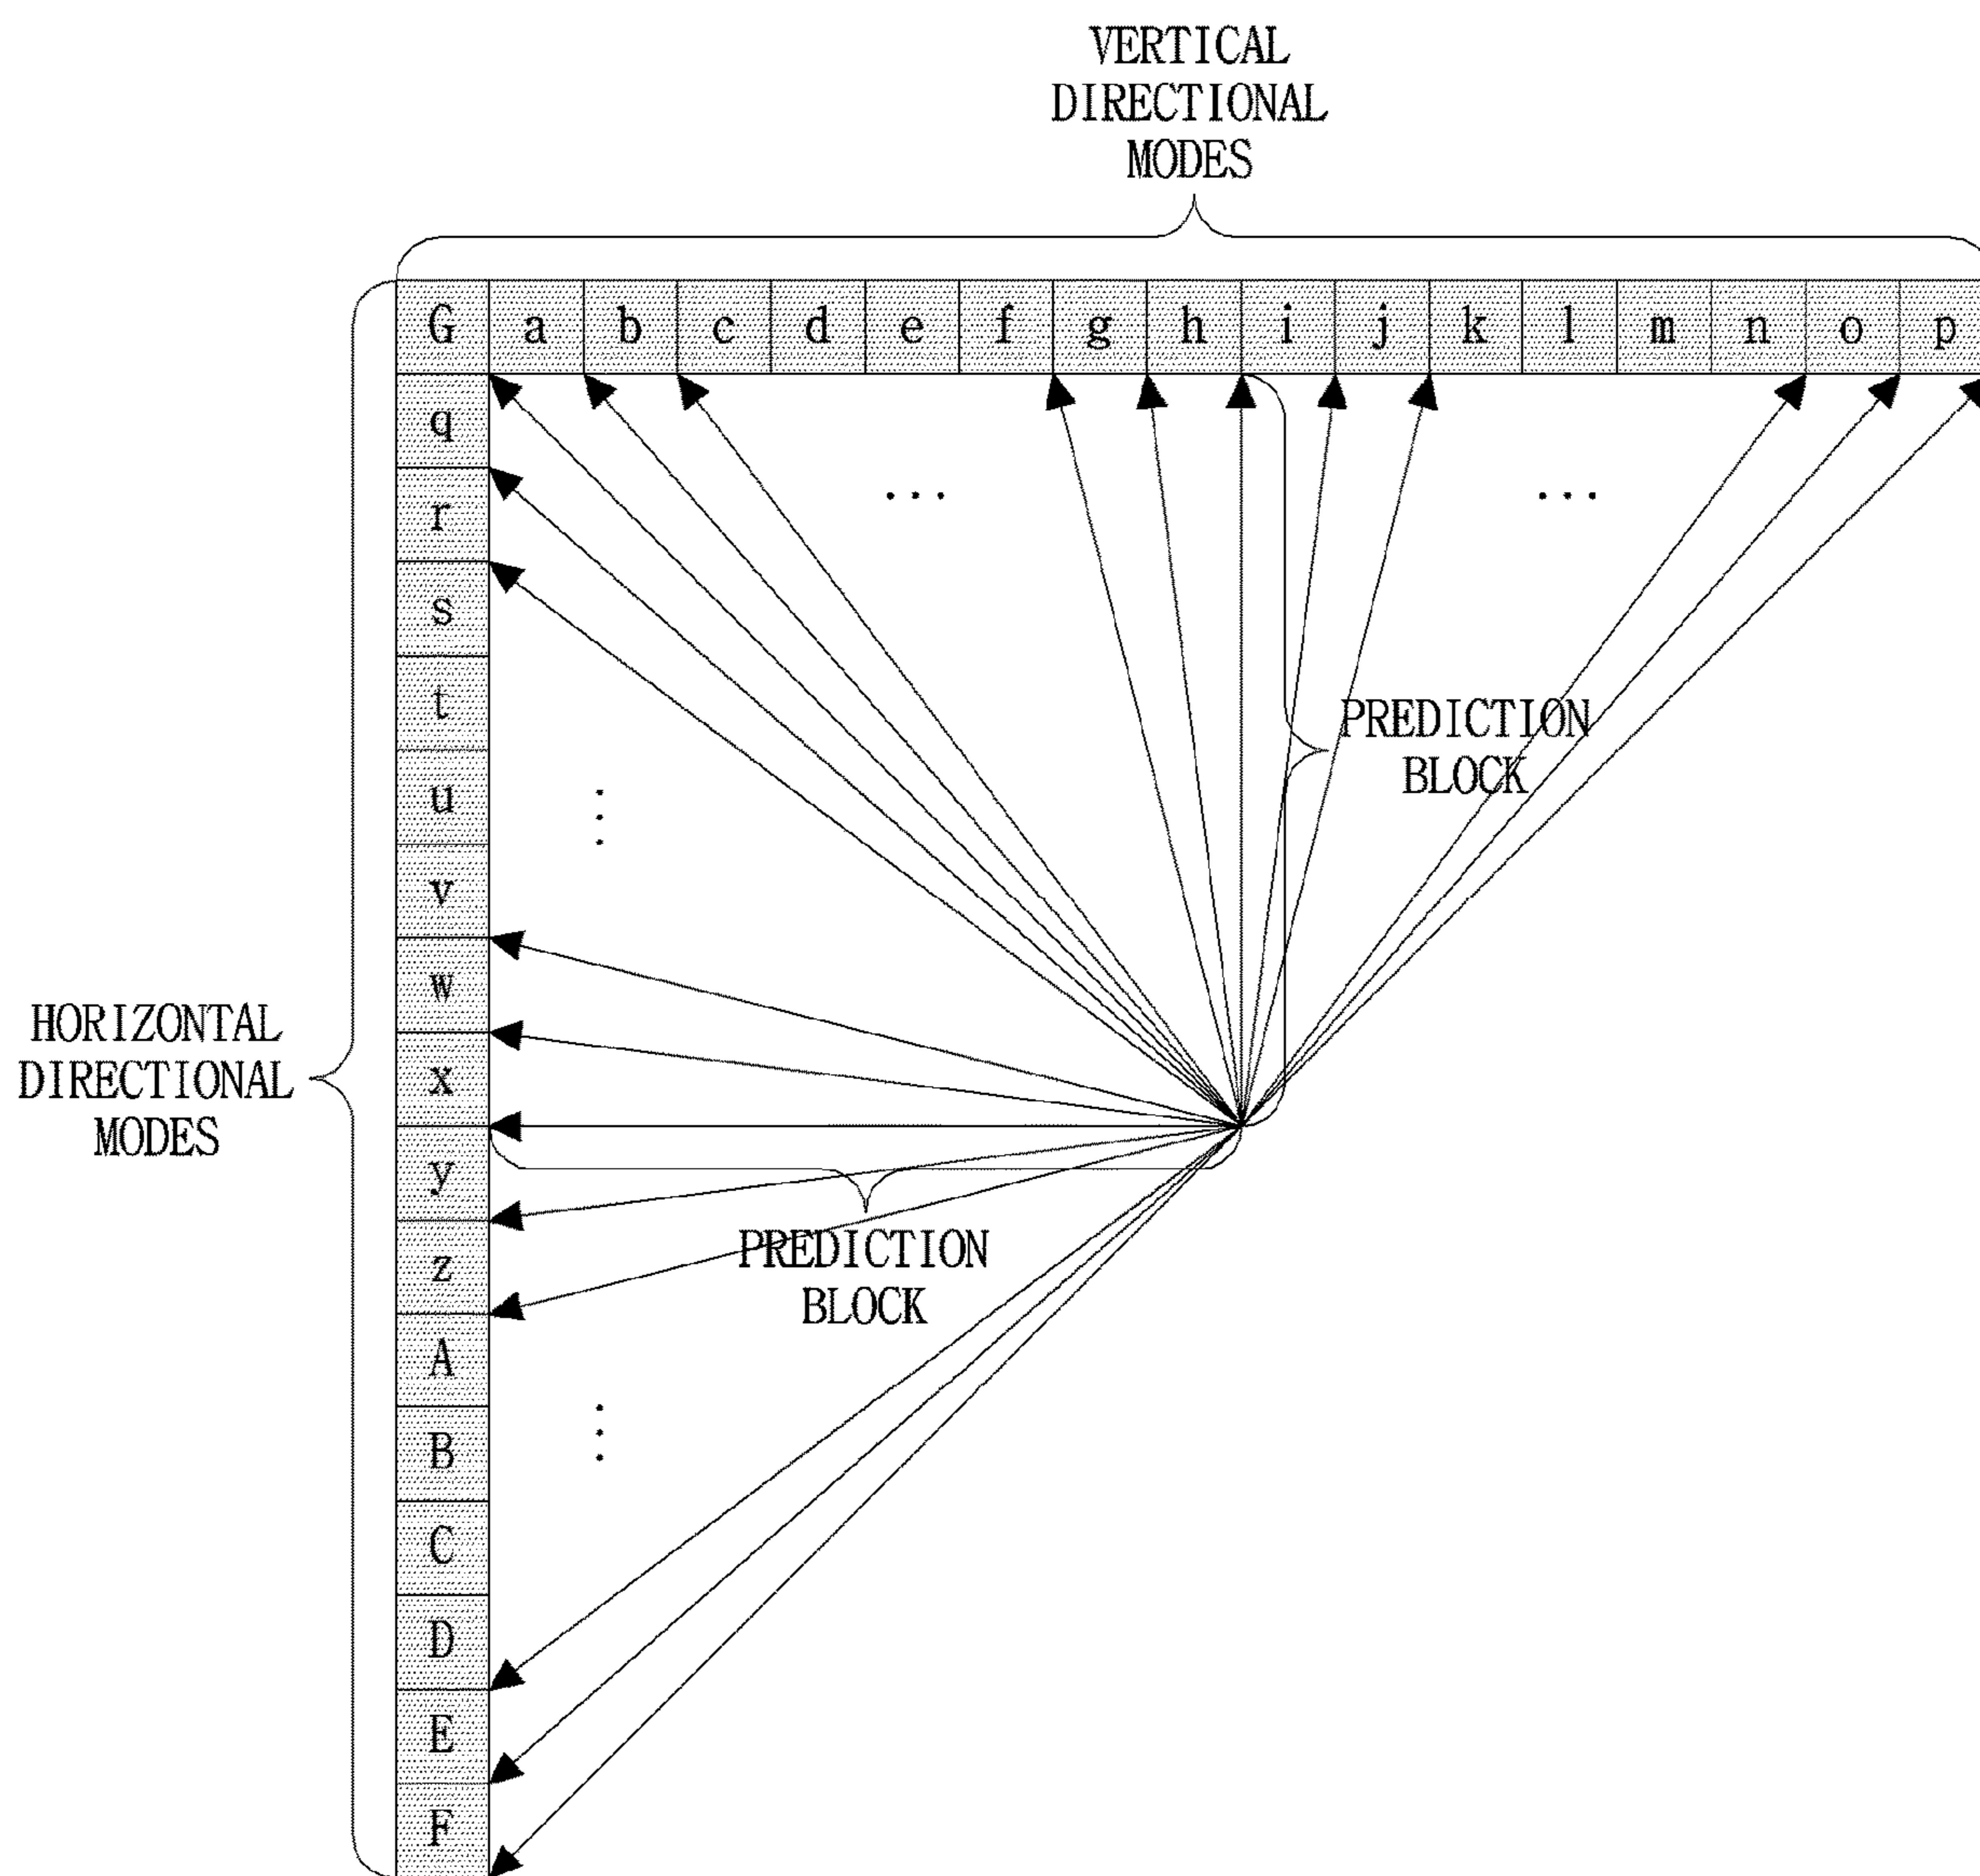 VERTICAL
DIRECTIONAL
MODES
G a b c d e f g h i j k l m n o p
q
r
...
s
t
PREDICTION
BLOCK
u
v
w
HORIZONTAL
DIRECTIONAL
MODES
x
y
z
PREDICTION
BLOCK
A
B
C
D
E
F